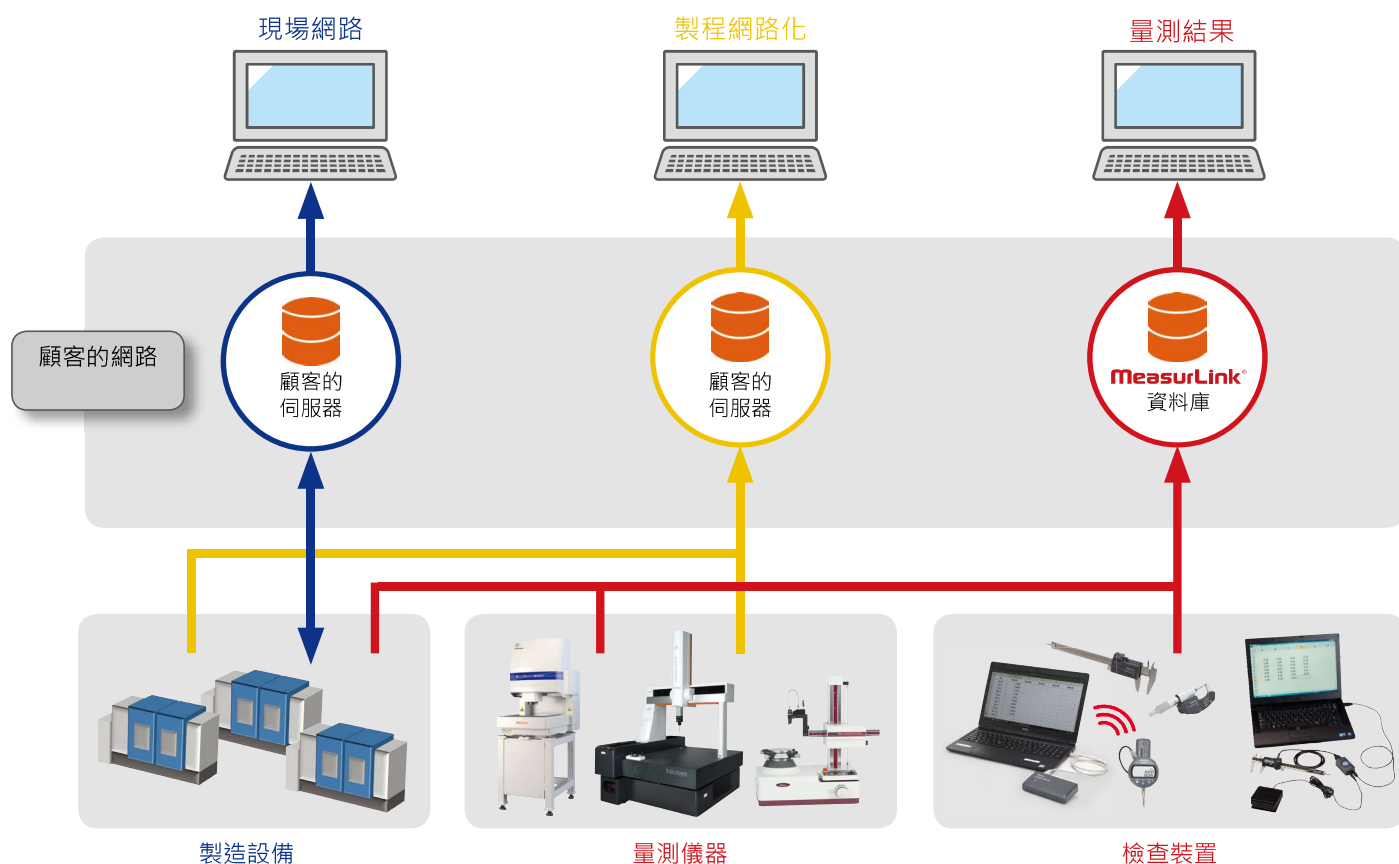 現場網路
製程網路化
量測結果
顧客的網路
顧客的
伺服器
顧客的
伺服器
MeasurLink®
資料庫
製造設備
量測儀器
檢查裝置